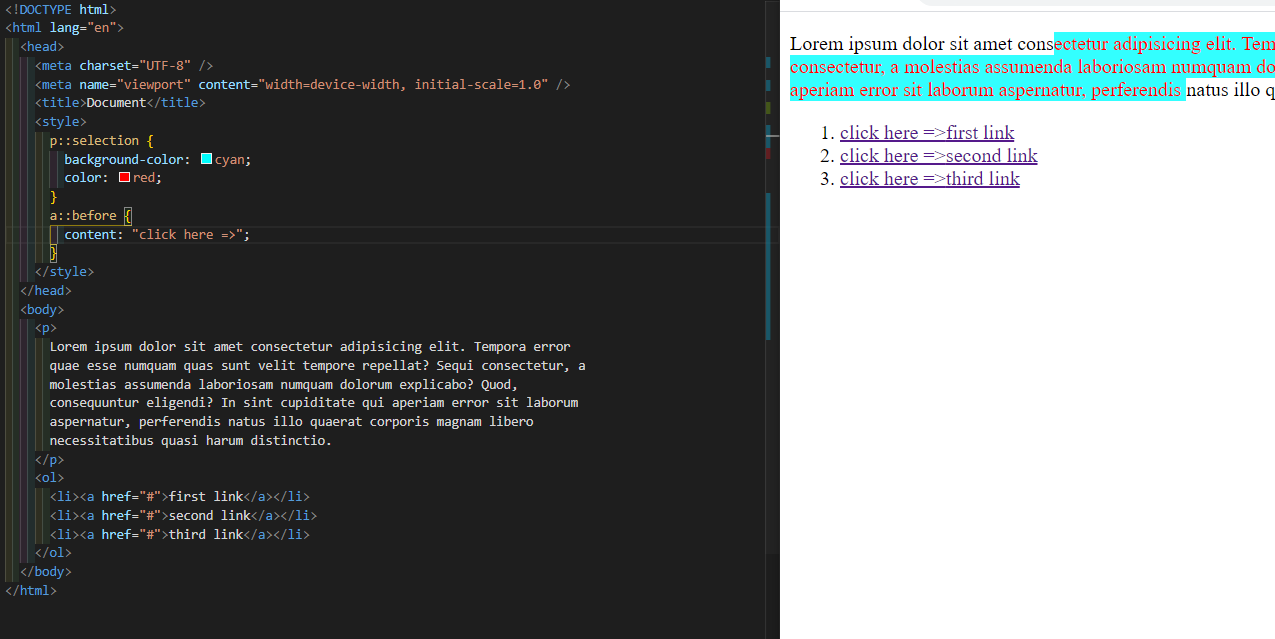 <!DOCTYPE html>
<html lang="en">
<head>
<meta charset="UTF-8" />
<meta name="viewport" content="width=device-width, initial-scale=1.0" />
<title>Document</title>
<style>
p::selection {
background-color: cyan;
color: red;
}
a::before {
content: "click here =>";
}
</style>
</head>
<body>
<p>
Lorem ipsum dolor sit amet consectetur adipisicing elit. Tempora error
quae esse numquam quas sunt velit tempore repellat? Sequi consectetur, a
molestias assumenda laboriosam numquam dolorum explicabo? Quod,
consequuntur eligendi? In sint cupiditate qui aperiam error sit laborum
aspernatur, perferendis natus illo quaerat corporis magnam libero
necessitatibus quasi harum distinctio.
</p>
<ol>
<li><a href="#">first link</a></li>
<li><a href="#">second link</a></li>
<li><a href="#">third link</a></li>
</ol>
</body>
</html>
Lorem ipsum dolor sit amet consectetur adipisicing elit. Tem
consectetur, a molestias assumenda laboriosam numquam do
aperiam error sit laborum aspernatur, perferendis natus illo q
1. click here =>first link
2. click here =>second link
3. click here =>third link